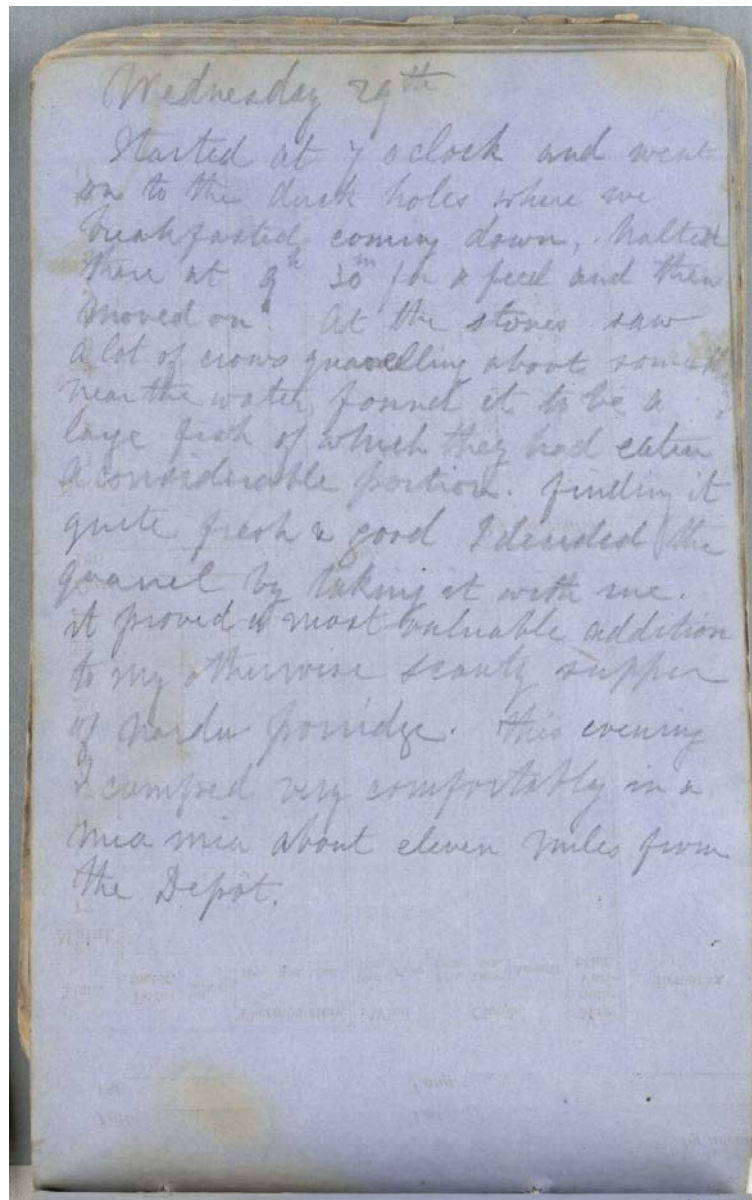 Wednesday 29th
Started at 7 oclock and went
on to the duck holes where we
breakfasted coming down, halted
there at 9h 30m for a feed and then
moved on. At the stones saw
a lot of crows quarelling about
near the water, found it to be a
large fish of which they had eaten
a considerable portion. finding it
quite fresh & good I decided the
quarrel by taking it with me.
it proved a most valuable addition
to my otherwise scanty supper
of nardu porridge. this evening
I camped very comfortably in a
mia mia about eleven miles from
the Depôt.